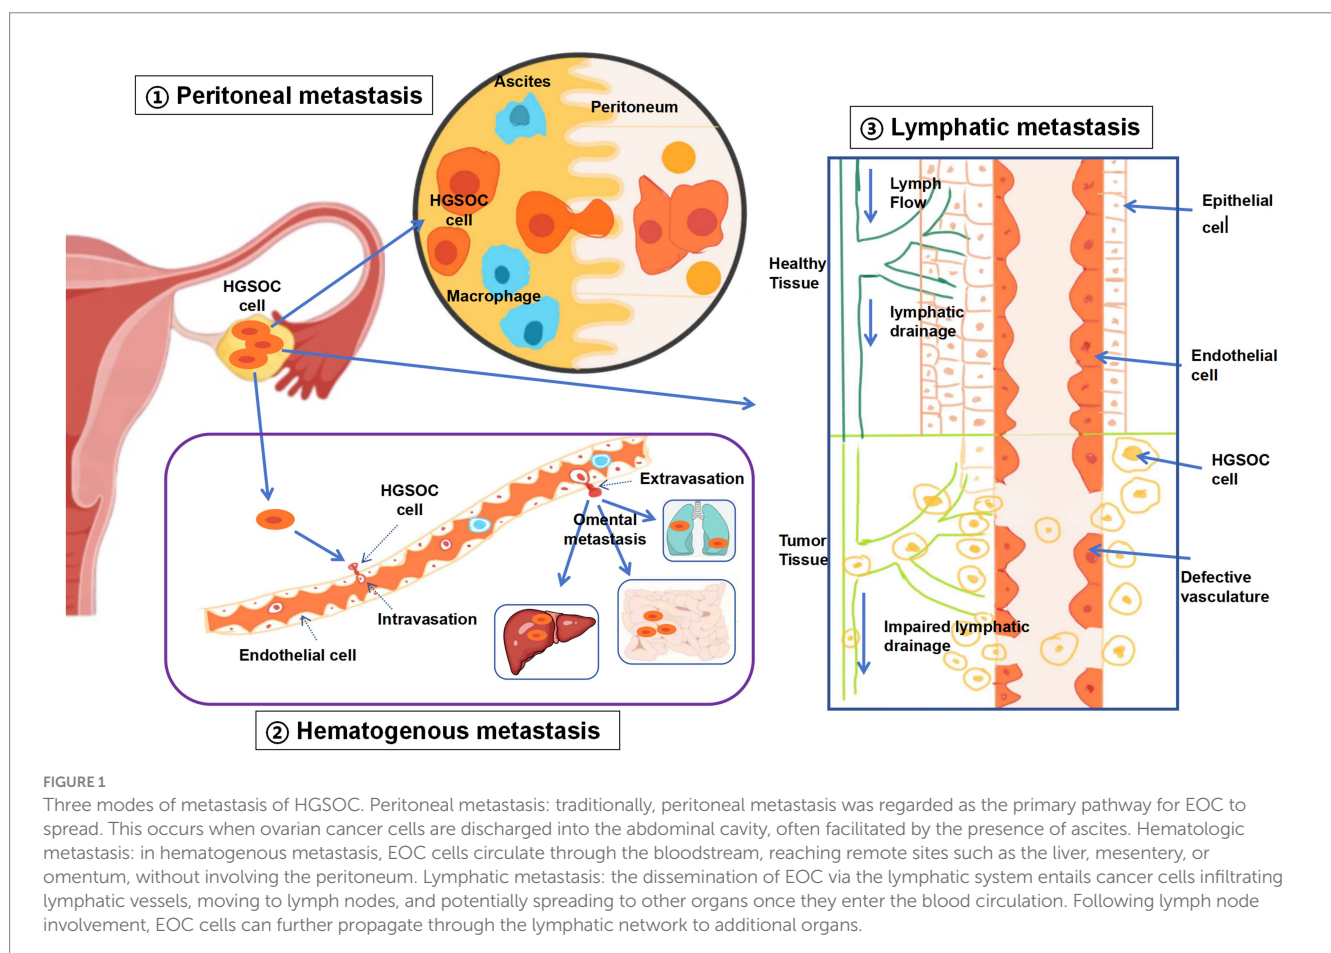 ① Peritoneal metastasis
Ascites
Peritoneum
HGSOC
cell
Macrophage
HGSOC
cell
③ Lymphatic metastasis
Lymph
Flow
Epithelial
cell
Healthy
Tissue
lymphatic
drainage
Endothelial
cell
HGSOC
cell
Tumor
Tissue
Defective
vasculature
Impaired lymphatic
drainage
HGSOC
cell
Extravasation
Omental
metastasis
Intravasation
Endothelial cell
② Hematogenous metastasis
FIGURE 1
Three modes of metastasis of HGSOC. Peritoneal metastasis: traditionally, peritoneal metastasis was regarded as the primary pathway for EOC to
spread. This occurs when ovarian cancer cells are discharged into the abdominal cavity, often facilitated by the presence of ascites. Hematologic
metastasis: in hematogenous metastasis, EOC cells circulate through the bloodstream, reaching remote sites such as the liver, mesentery, or
omentum, without involving the peritoneum. Lymphatic metastasis: the dissemination of EOC via the lymphatic system entails cancer cells infiltrating
lymphatic vessels, moving to lymph nodes, and potentially spreading to other organs once they enter the blood circulation. Following lymph node
involvement, EOC cells can further propagate through the lymphatic network to additional organs.